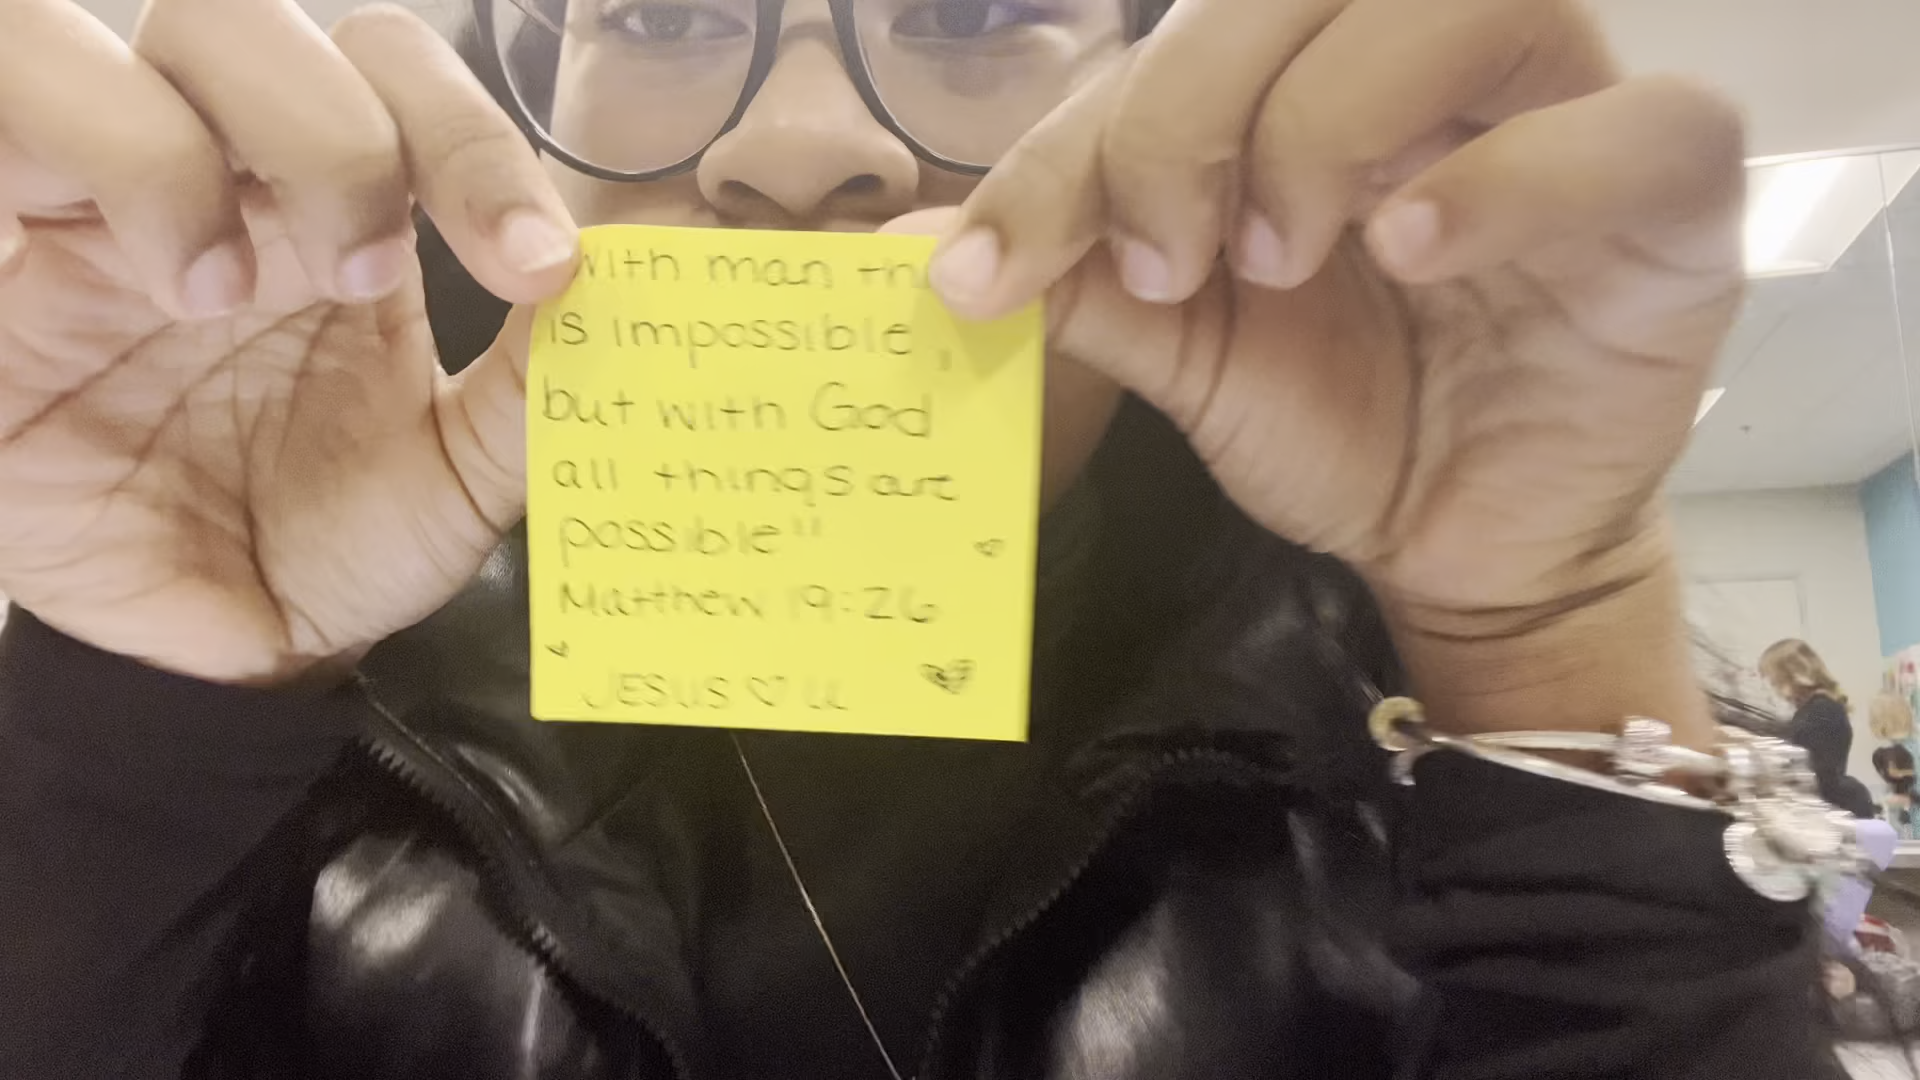 With man th
is impossible,
but with God
all things are
possible"
Matthew 19:26
JESUS ♡ U